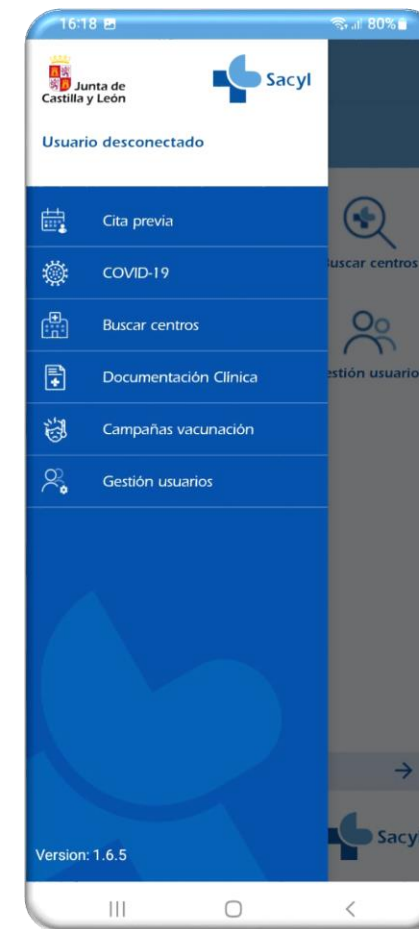 16:18 80%
Junta de
Castilla y León
Sacyl
Usuario desconectado
Cita previa
COVID-19
Buscar centros
Documentación Clínica
Campañas vacunación
Gestión usuarios
Version: 1.6.5
uscar centros
estión usuario
Sacy